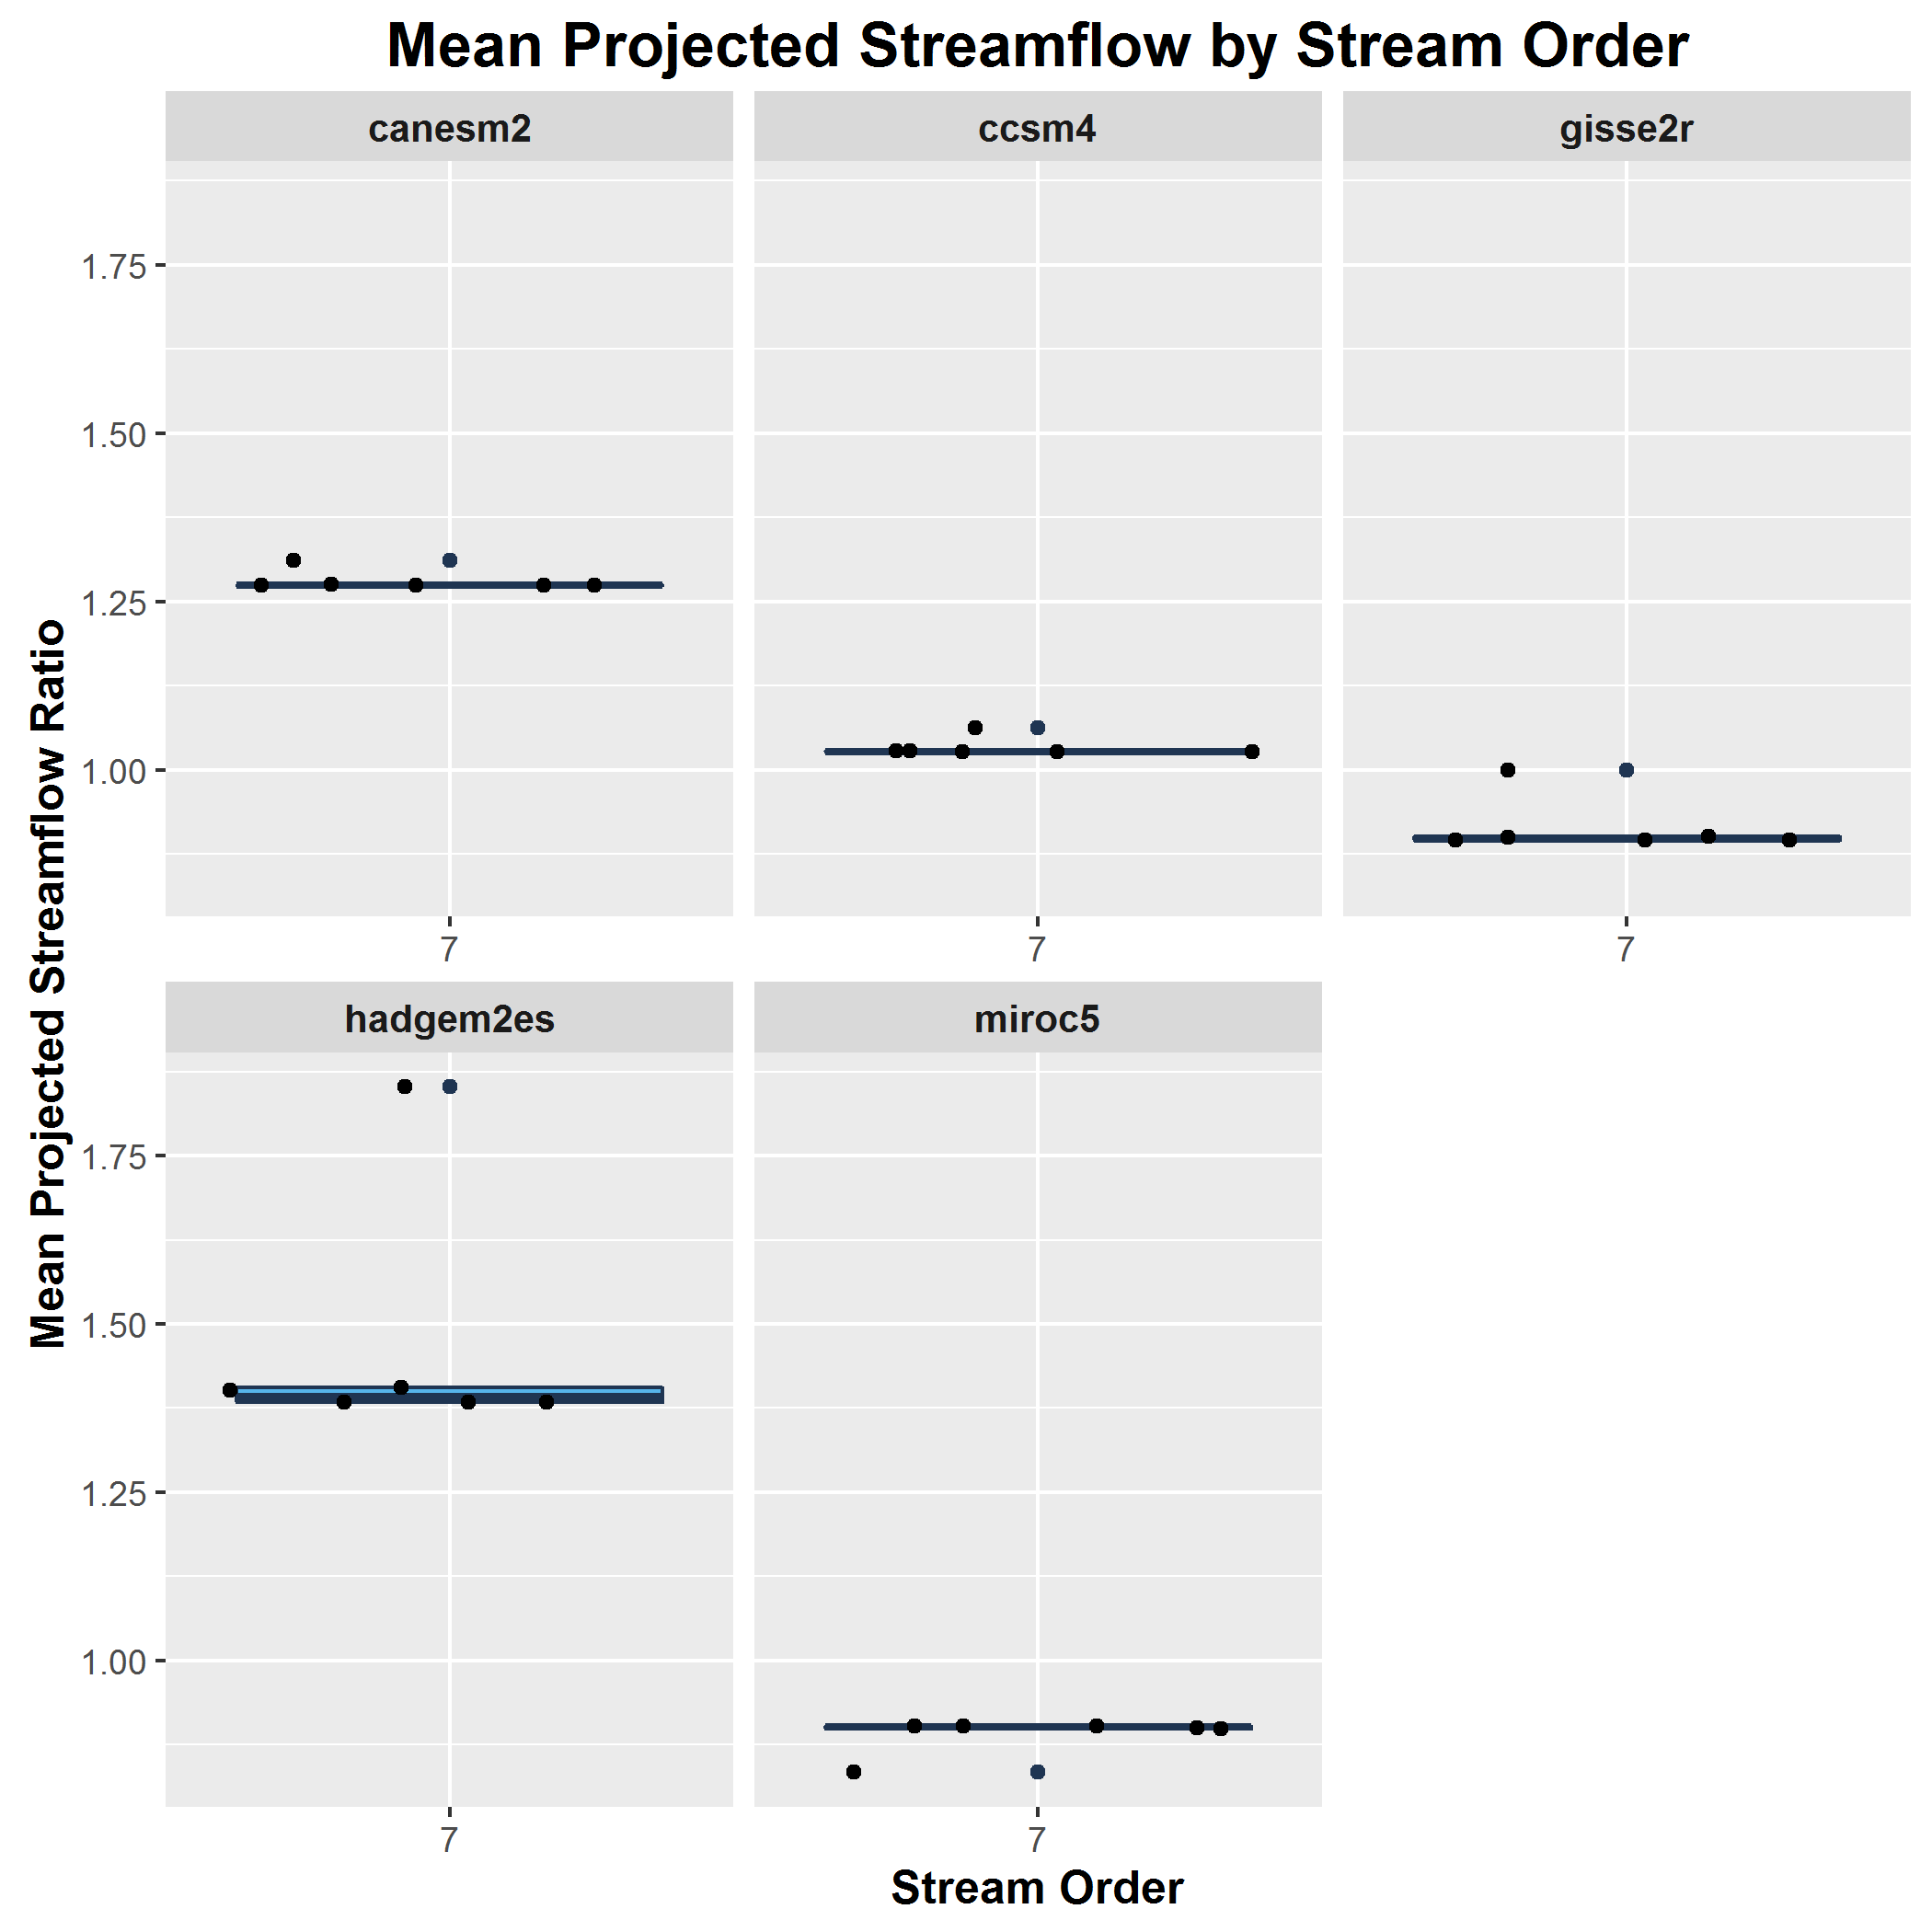 Mean Projected Streamflow by Stream Order
canesm2
ccsm4
gisse2r
Mean Projected Streamflow Ratio
1.75
1.50
1.25
1.00
7
7
7
hadgem2es
miroc5
1.75
1.50
1.25
1.00
7
7
Stream Order